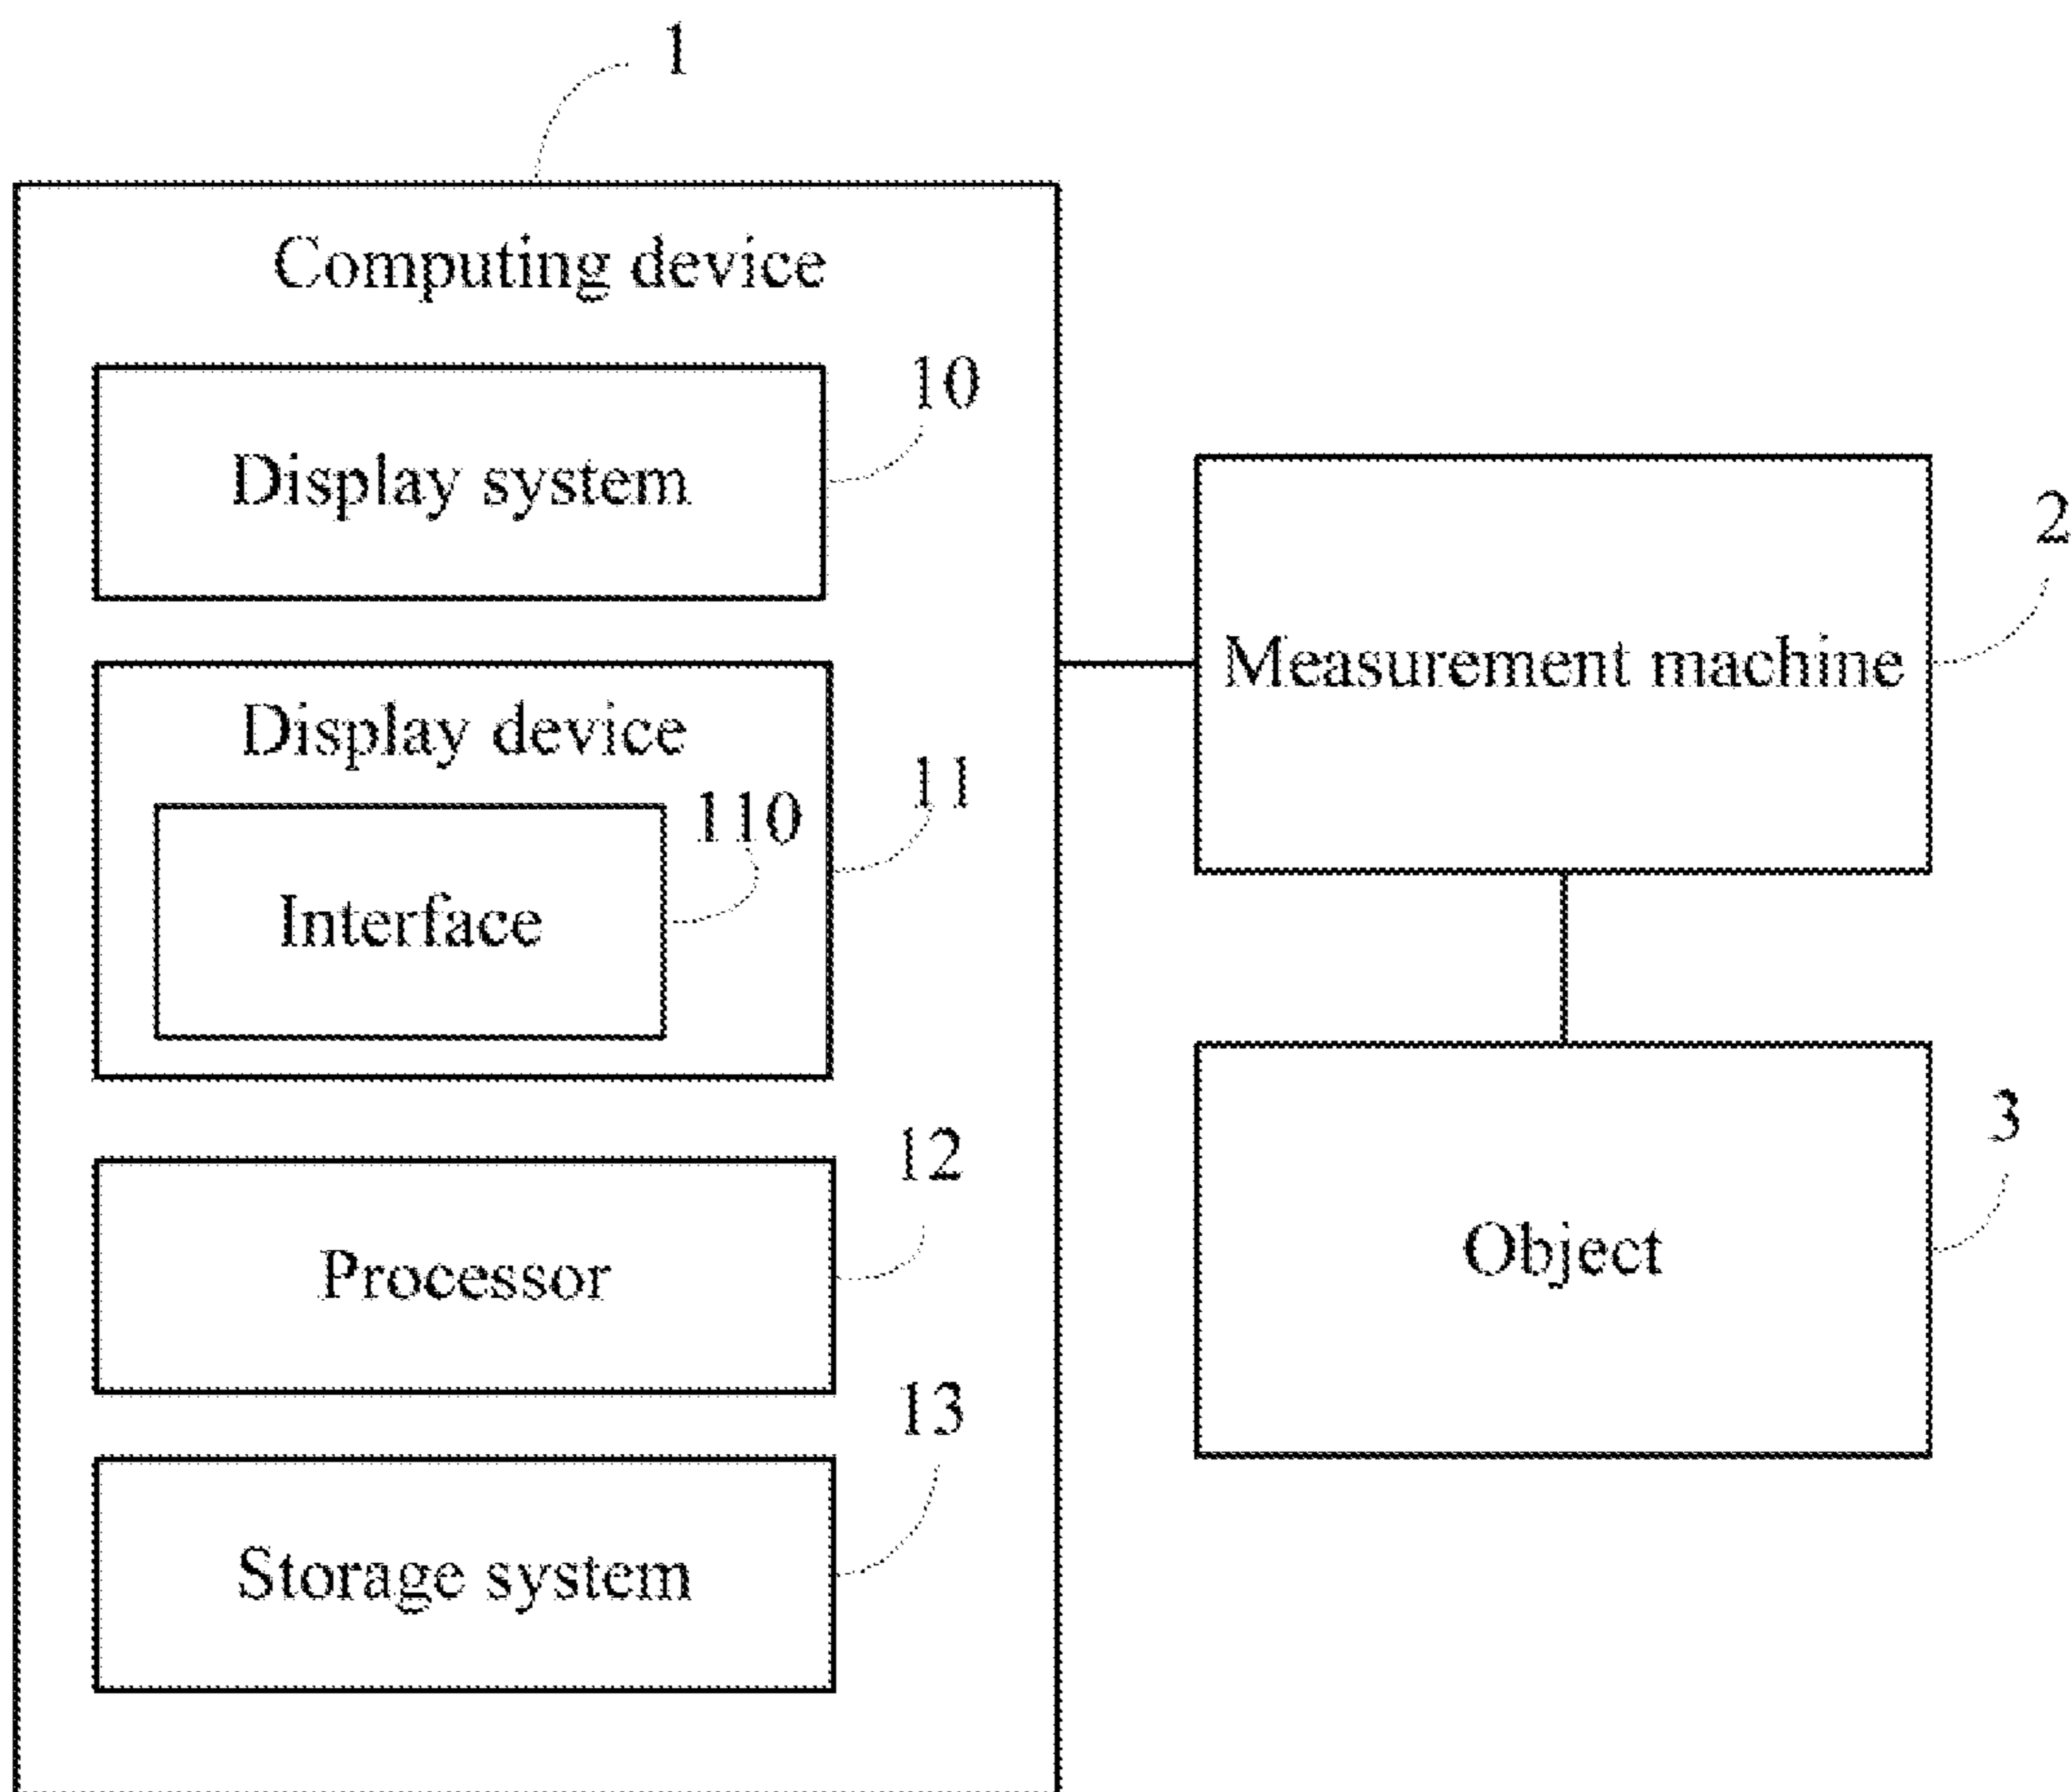 1
Computing device
10
Display system
2
Measurement machine
Display device
11
110
Interface
3
12
Object
Processor
13
Storage system